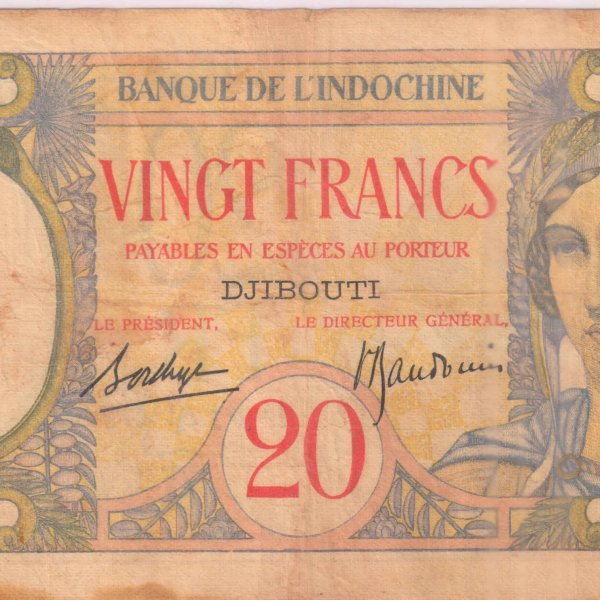 BANQUE DE L'INDOCHINE
VINGT FRANCS
PAYABLES EN ESPÈCES AU PORTEUR
DJIBOUTI
LE PRÉSIDENT, LE DIRECTEUR GÉNÉRAL,
20